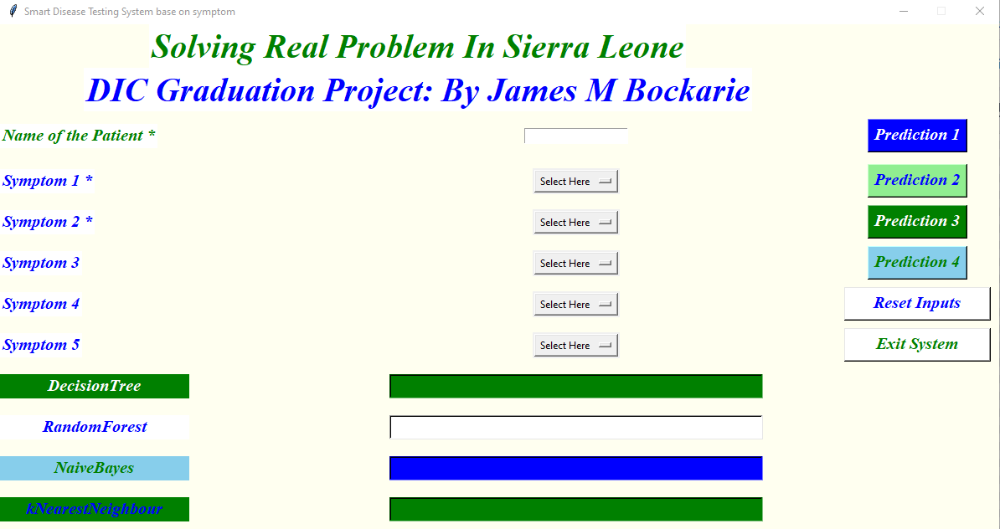 Smart Disease Testing System base on symptom
Solving Real Problem In Sierra Leone
DIC Graduation Project: By James M Bockarie
Name of the Patient *
Prediction 1
Symptom 1 *
Select Here
Prediction 2
Symptom 2 *
Select Here
Prediction 3
Symptom 3
Select Here
Prediction 4
Symptom 4
Select Here
Reset Inputs
Symptom 5
Select Here
Exit System
DecisionTree
RandomForest
NaiveBayes
kNearestNeighbour